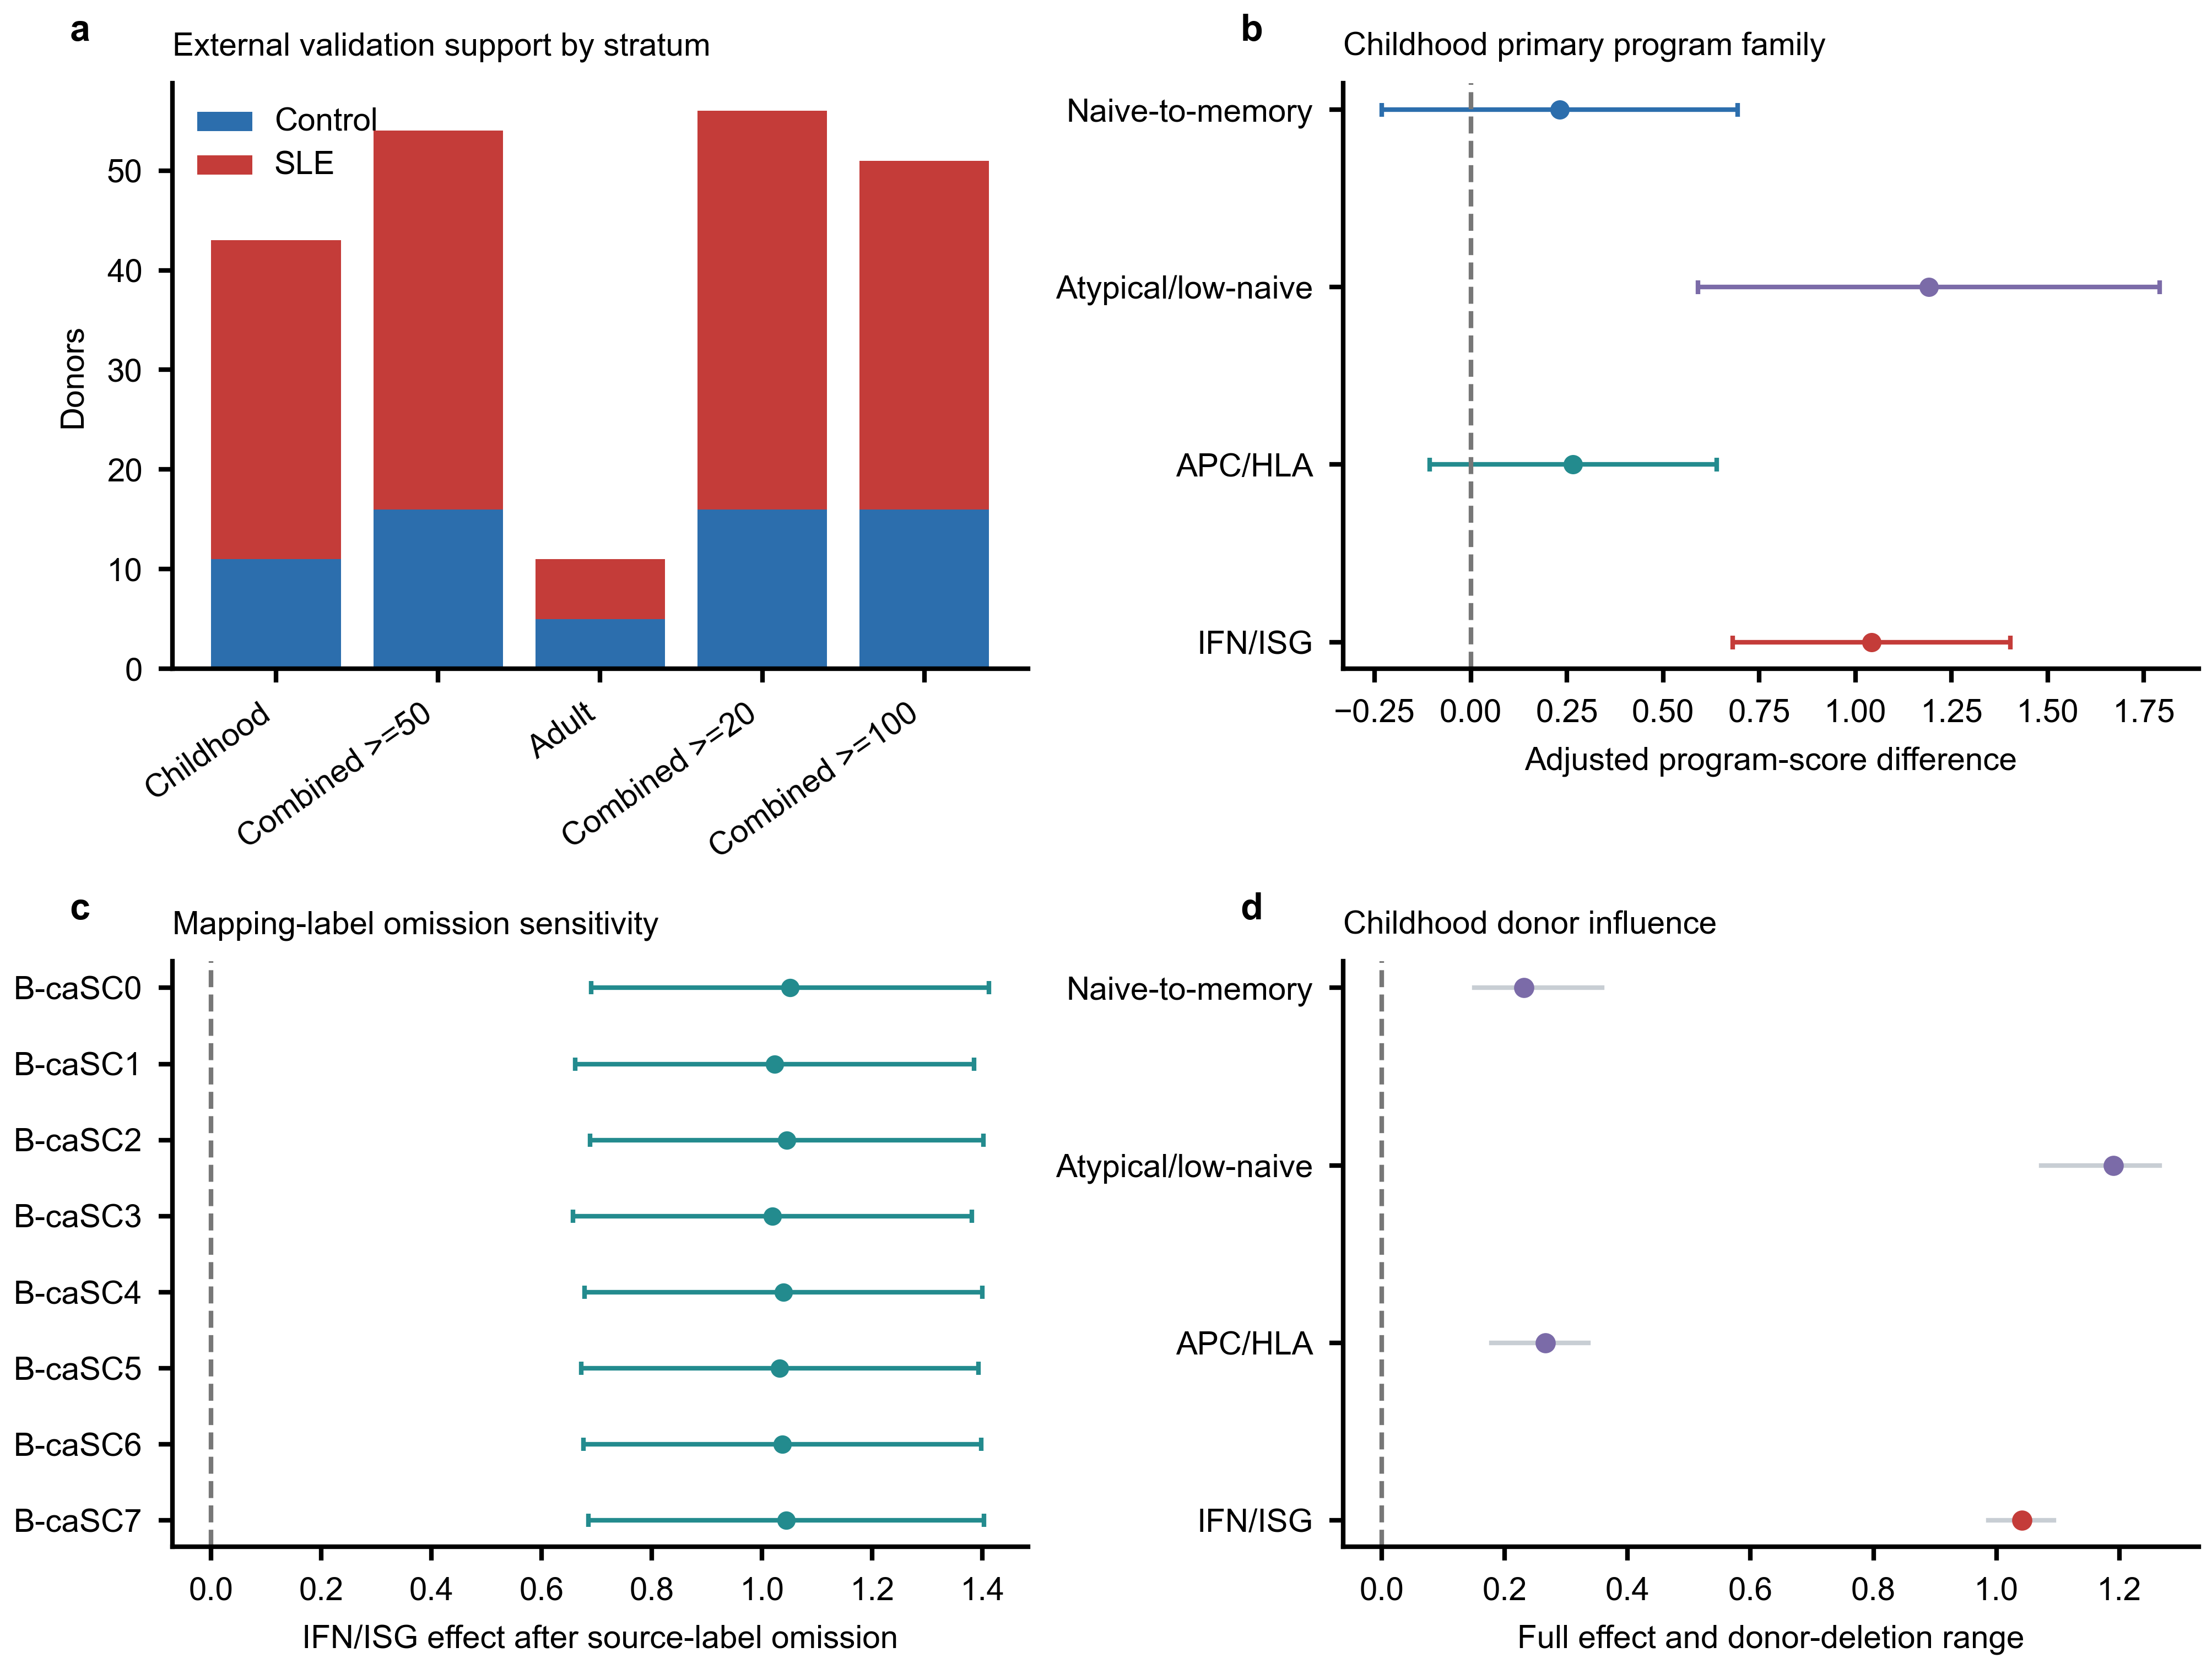 a
External validation support by stratum
Control
SLE
Donors
50
40
30
20
10
0
Childhood
Combined >=50
Adult
Combined >=20
Combined >=100
b
Childhood primary program family
Naive-to-memory
Atypical/low-naive
APC/HLA
IFN/ISG
−0.25 0.00 0.25 0.50 0.75 1.00 1.25 1.50 1.75
Adjusted program-score difference
c
Mapping-label omission sensitivity
B-caSC0
B-caSC1
B-caSC2
B-caSC3
B-caSC4
B-caSC5
B-caSC6
B-caSC7
0.0 0.2 0.4 0.6 0.8 1.0 1.2 1.4
IFN/ISG effect after source-label omission
d
Childhood donor influence
Naive-to-memory
Atypical/low-naive
APC/HLA
IFN/ISG
0.0 0.2 0.4 0.6 0.8 1.0 1.2
Full effect and donor-deletion range